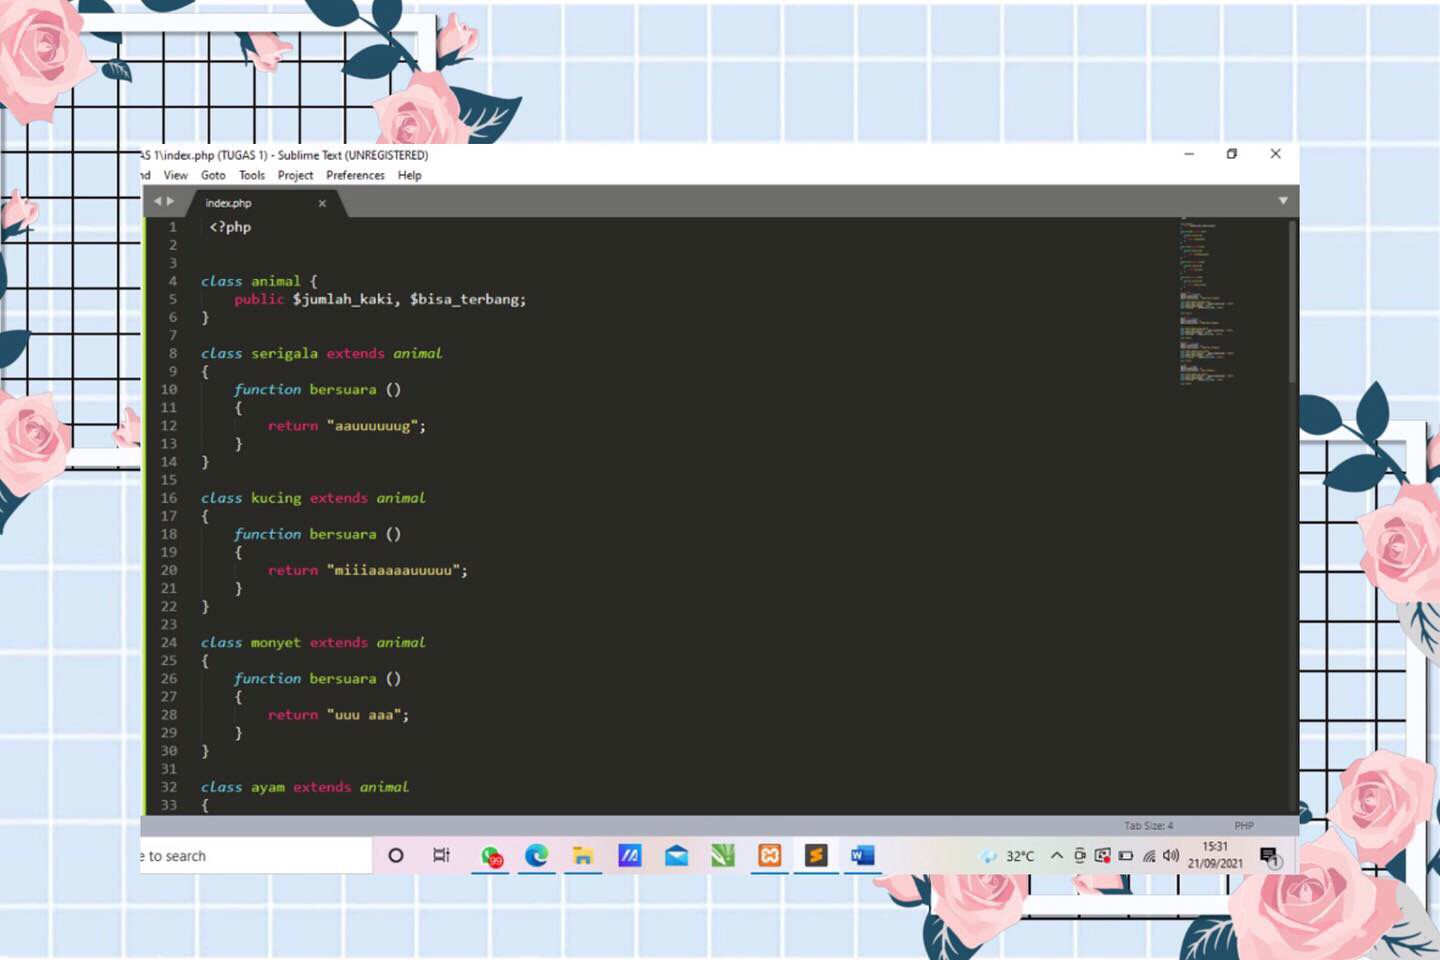 AS 1\index.php (TUGAS 1) - Sublime Text (UNREGISTERED)
nd View Goto Tools Project Preferences Help
index.php
1 <?php
2
3
4 class animal {
5 public $jumlah_kaki, $bisa_terbang;
6 }
7
8 class serigala extends animal
9 {
10 function bersuara ()
11 {
12 return "aauuuuuug";
13 }
14 }
15
16 class kucing extends animal
17 {
18 function bersuara ()
19 {
20 return "miiiaaaaauuuuu";
21 }
22 }
23
24 class monyet extends animal
25 {
26 function bersuara ()
27 {
28 return "uuu aaa";
29 }
30 }
31
32 class ayam extends animal
33 {
Tab Size: 4 PHP
e to search
99
32°C
15:31
21/09/2021
1